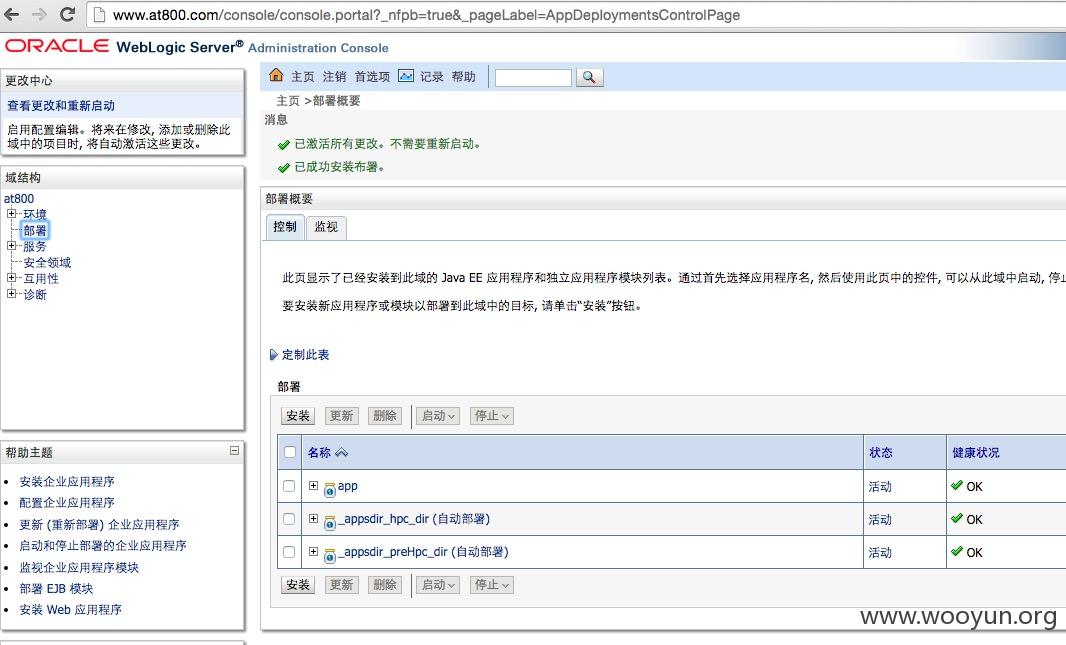 www.at800.com/console/console.portal?_nfpb=true&_pageLabel=AppDeploymentsControlPage
ORACLE WebLogic Server® Administration Console
更改中心
查看更改和重新启动
启用配置编辑。将来在修改, 添加或删除此
域中的项目时, 将自动激活这些更改。
域结构
at800
环境
部署
服务
安全领域
互用性
诊断
帮助主题
安装企业应用程序
配置企业应用程序
更新 (重新部署) 企业应用程序
启动和停止部署的企业应用程序
监视企业应用程序模块
部署 EJB 模块
安装 Web 应用程序
主页 注销 首选项 记录 帮助
主页 >部署概要
消息
已激活所有更改。不需要重新启动。
已成功安装布署。
部署概要
控制 监视
此页显示了已经安装到此域的 Java EE 应用程序和独立应用程序模块列表。通过首先选择应用程序名, 然后使用此页中的控件, 可以从此域中启动, 停止
要安装新应用程序或模块以部署到此域中的目标, 请单击“安装”按钮。
定制此表
部署
安装 更新 删除 启动 停止
名称 状态 健康状况
app 活动 OK
_appsdir_hpc_dir (自动部署) 活动 OK
_appsdir_preHpc_dir (自动部署) 活动 OK
安装 更新 删除 启动 停止
www.wooyun.org